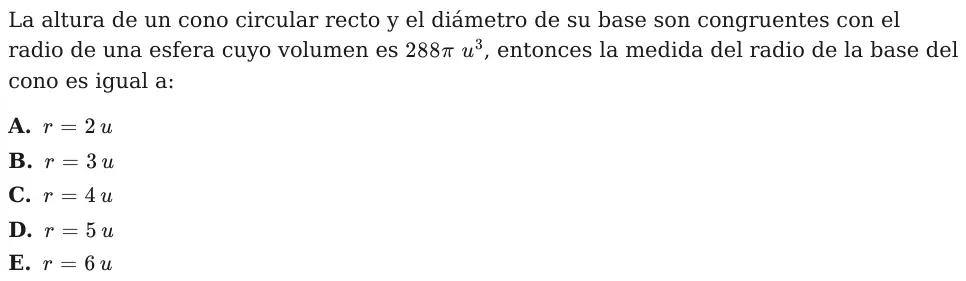 La altura de un cono circular recto y el diámetro de su base son congruentes con el
radio de una esfera cuyo volumen es 288π u³, entonces la medida del radio de la base del
cono es igual a:
A. r = 2 u
B. r = 3 u
C. r = 4 u
D. r = 5 u
E. r = 6 u